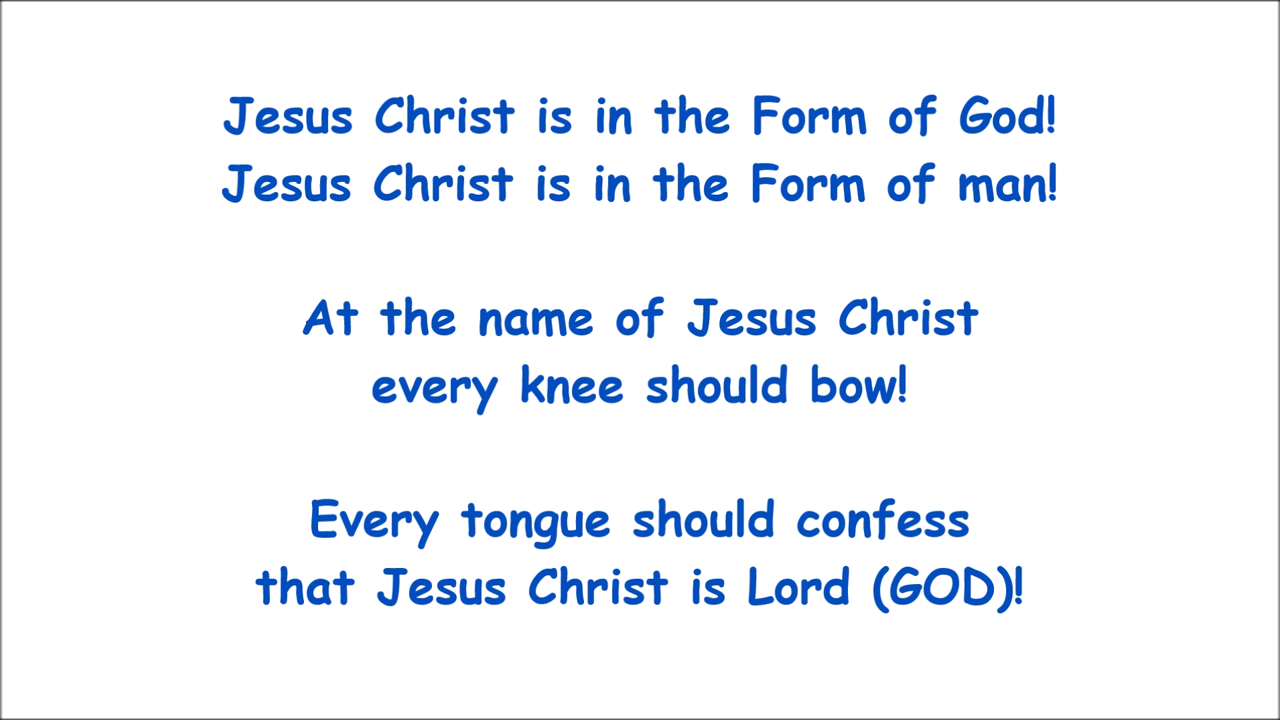 Jesus Christ is in the Form of God!
Jesus Christ is in the Form of man!
At the name of Jesus Christ
every knee should bow!
Every tongue should confess
that Jesus Christ is Lord (GOD)!